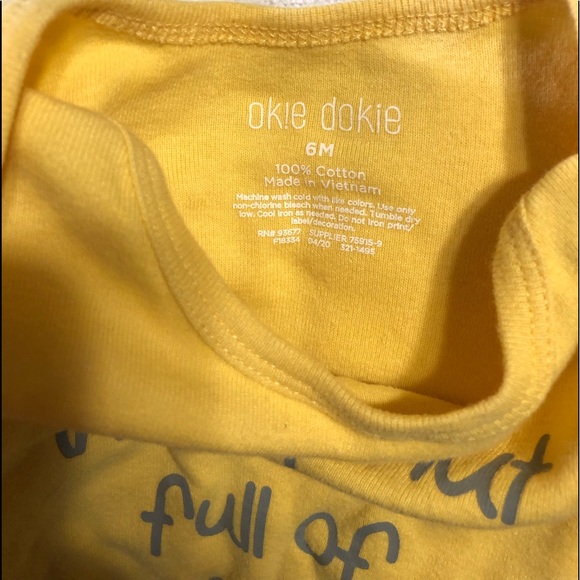 ok!e dokie
6M
100% Cotton
Made in Vietnam
Machine wash cold with like colors. Use only
non-chlorine bleach when needed. Tumble dry
low. Cool iron as needed. Do not iron print/
label/decoration.
RN# 93677 SUPPLIER 75915-9
F18334 04/20 321-1495
full of